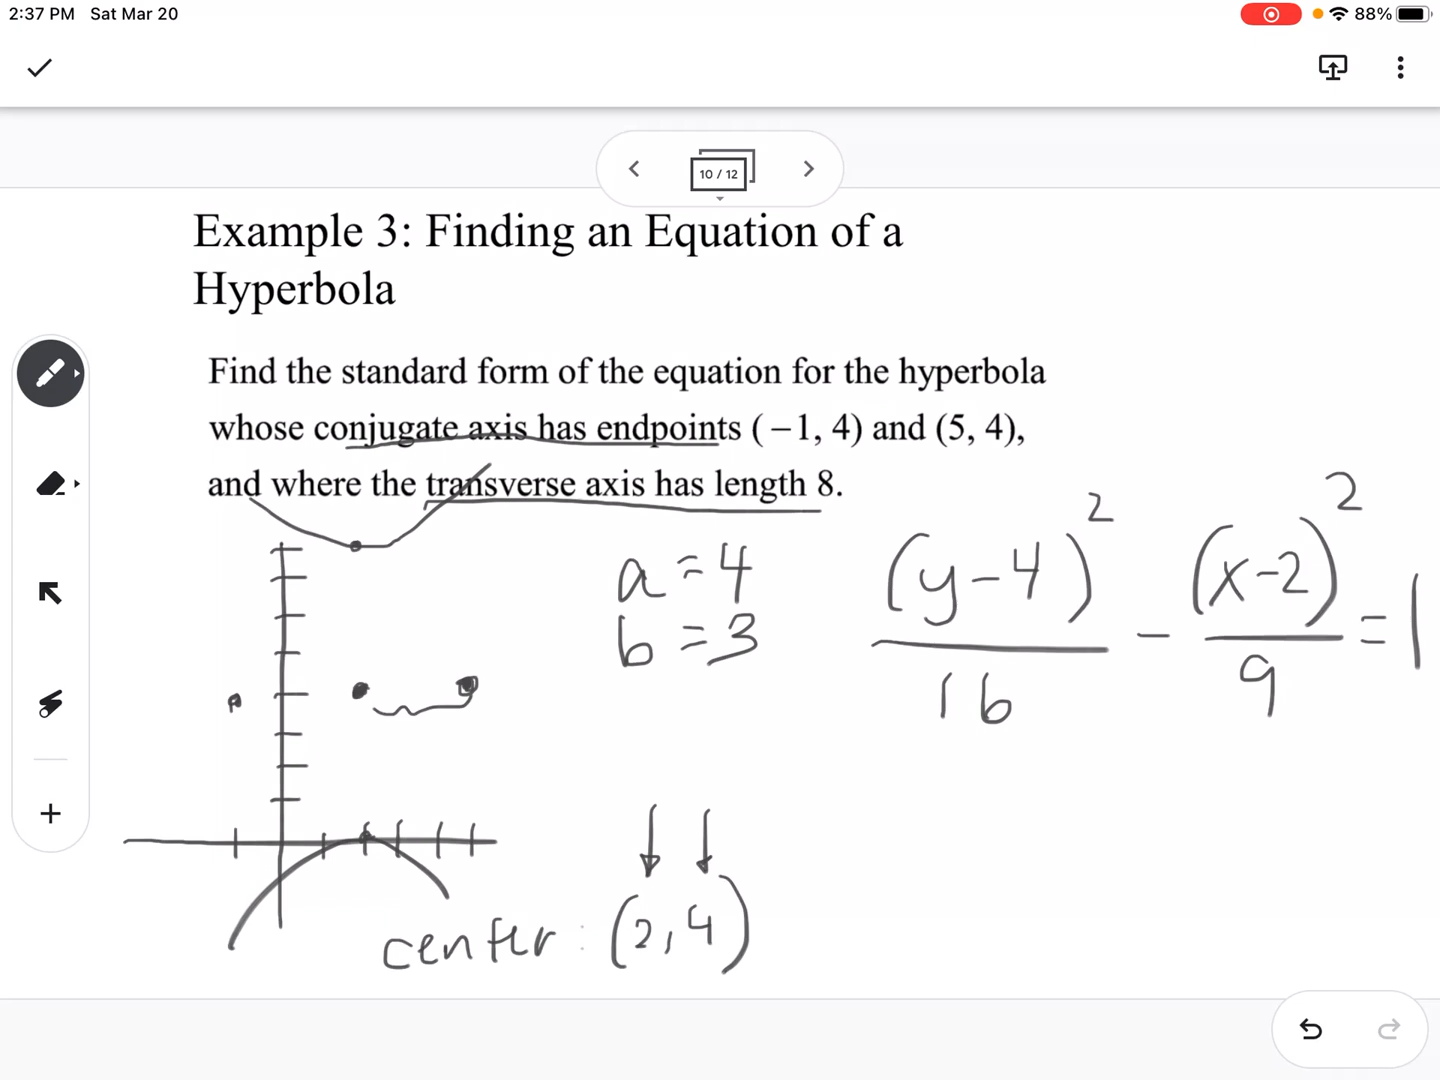 2:37 PM Sat Mar 20 88%
10 / 12
Example 3: Finding an Equation of a
Hyperbola
Find the standard form of the equation for the hyperbola
whose conjugate axis has endpoints (−1, 4) and (5, 4),
and where the transverse axis has length 8.
a = 4
b = 3
(y-4)² / 16 - (x-2)² / 9 = 1
center: (2,4)